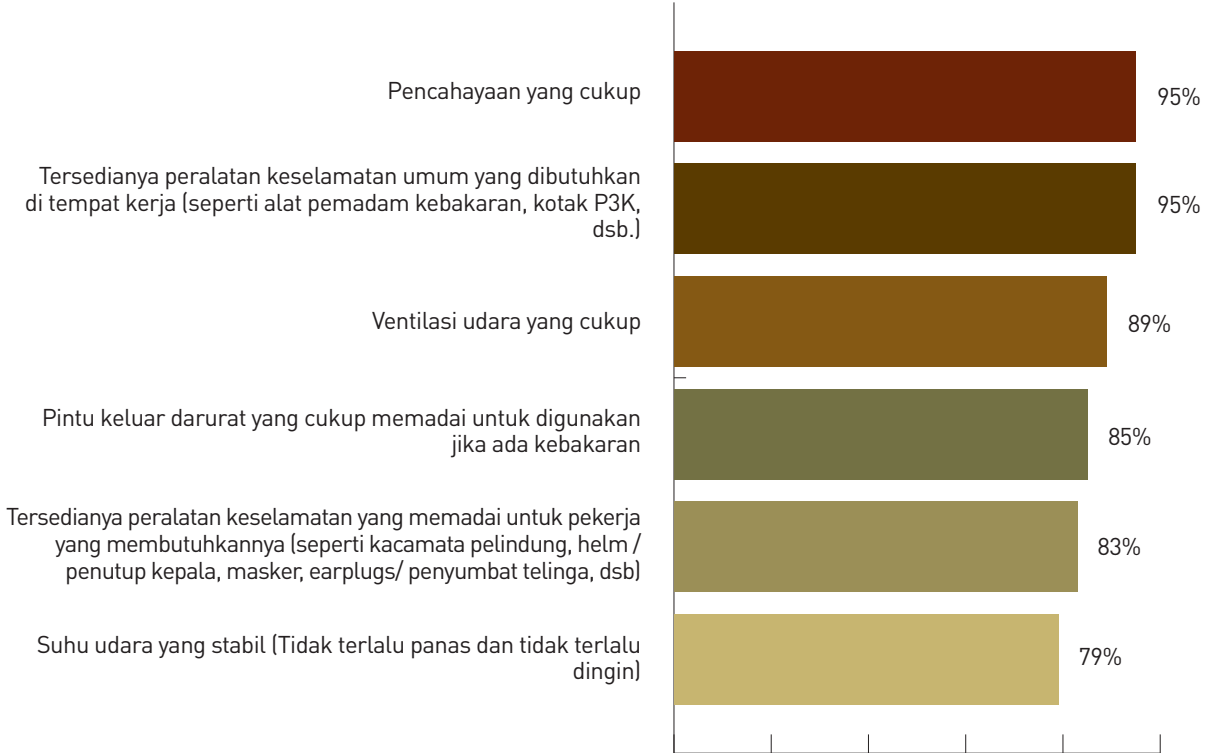 Pencahayaan yang cukup
95%
Tersedianya peralatan keselamatan umum yang dibutuhkan
di tempat kerja (seperti alat pemadam kebakaran, kotak P3K,
dsb.)
95%
Ventilasi udara yang cukup
89%
Pintu keluar darurat yang cukup memadai untuk digunakan
jika ada kebakaran
85%
Tersedianya peralatan keselamatan yang memadai untuk pekerja
yang membutuhkannya (seperti kacamata pelindung, helm /
penutup kepala, masker, earplugs/ penyumbat telinga, dsb)
83%
Suhu udara yang stabil (Tidak terlalu panas dan tidak terlalu
dingin)
79%